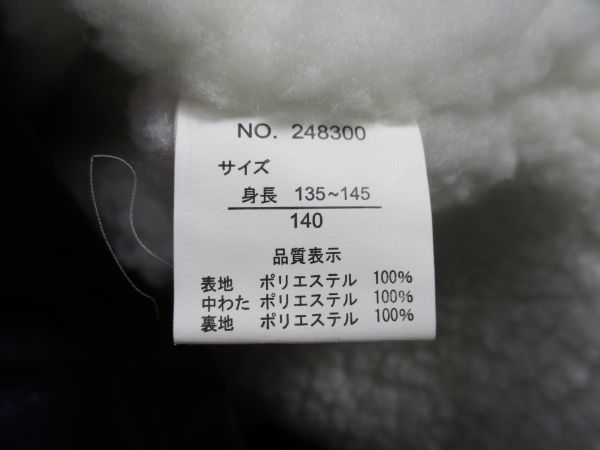 NO. 248300
サイズ
身長 135~145
140
品質表示
表地 ポリエステル 100%
中わた ポリエステル 100%
裏地 ポリエステル 100%